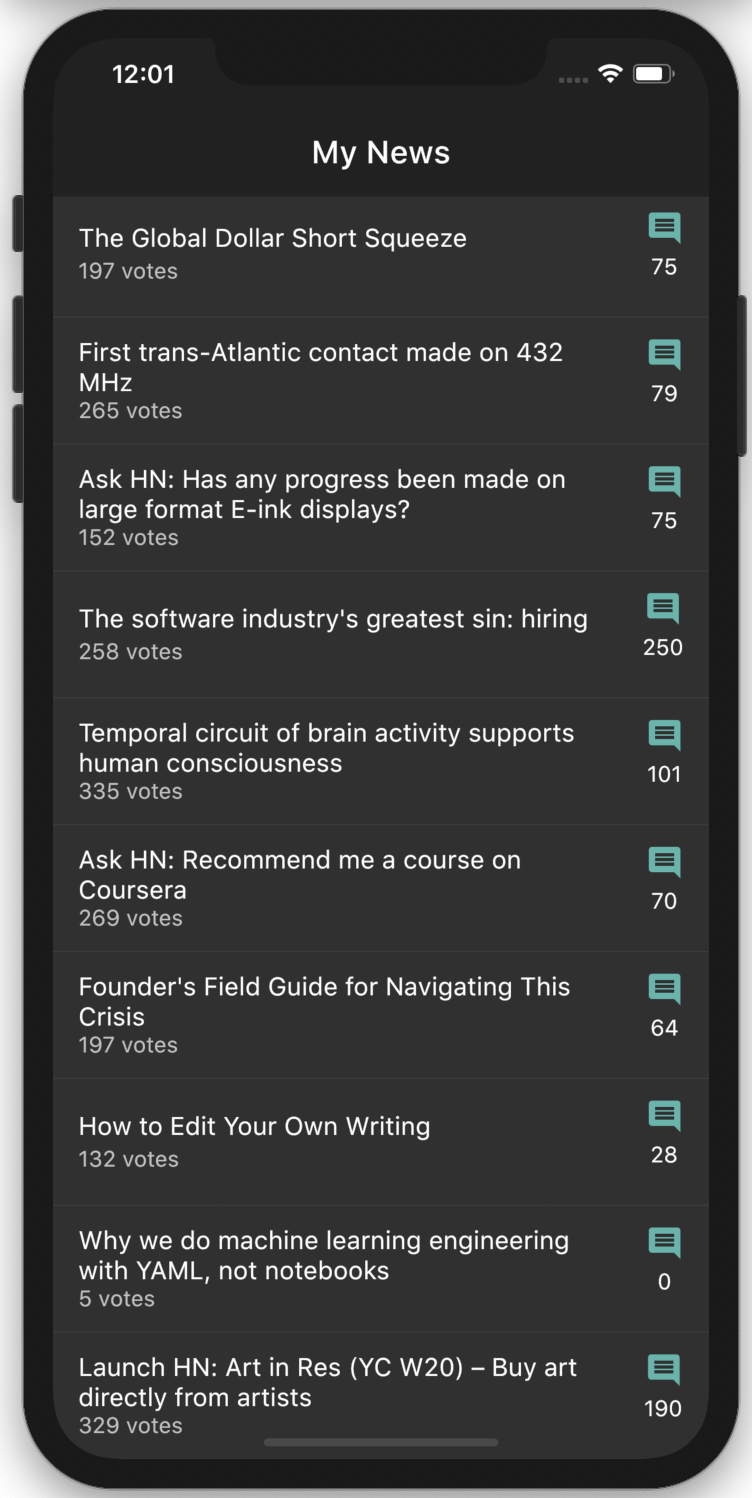 12:01
My News
The Global Dollar Short Squeeze
197 votes
75
First trans-Atlantic contact made on 432
MHz
265 votes
79
Ask HN: Has any progress been made on
large format E-ink displays?
152 votes
75
The software industry's greatest sin: hiring
258 votes
250
Temporal circuit of brain activity supports
human consciousness
335 votes
101
Ask HN: Recommend me a course on
Coursera
269 votes
70
Founder's Field Guide for Navigating This
Crisis
197 votes
64
How to Edit Your Own Writing
132 votes
28
Why we do machine learning engineering
with YAML, not notebooks
5 votes
0
Launch HN: Art in Res (YC W20) – Buy art
directly from artists
329 votes
190